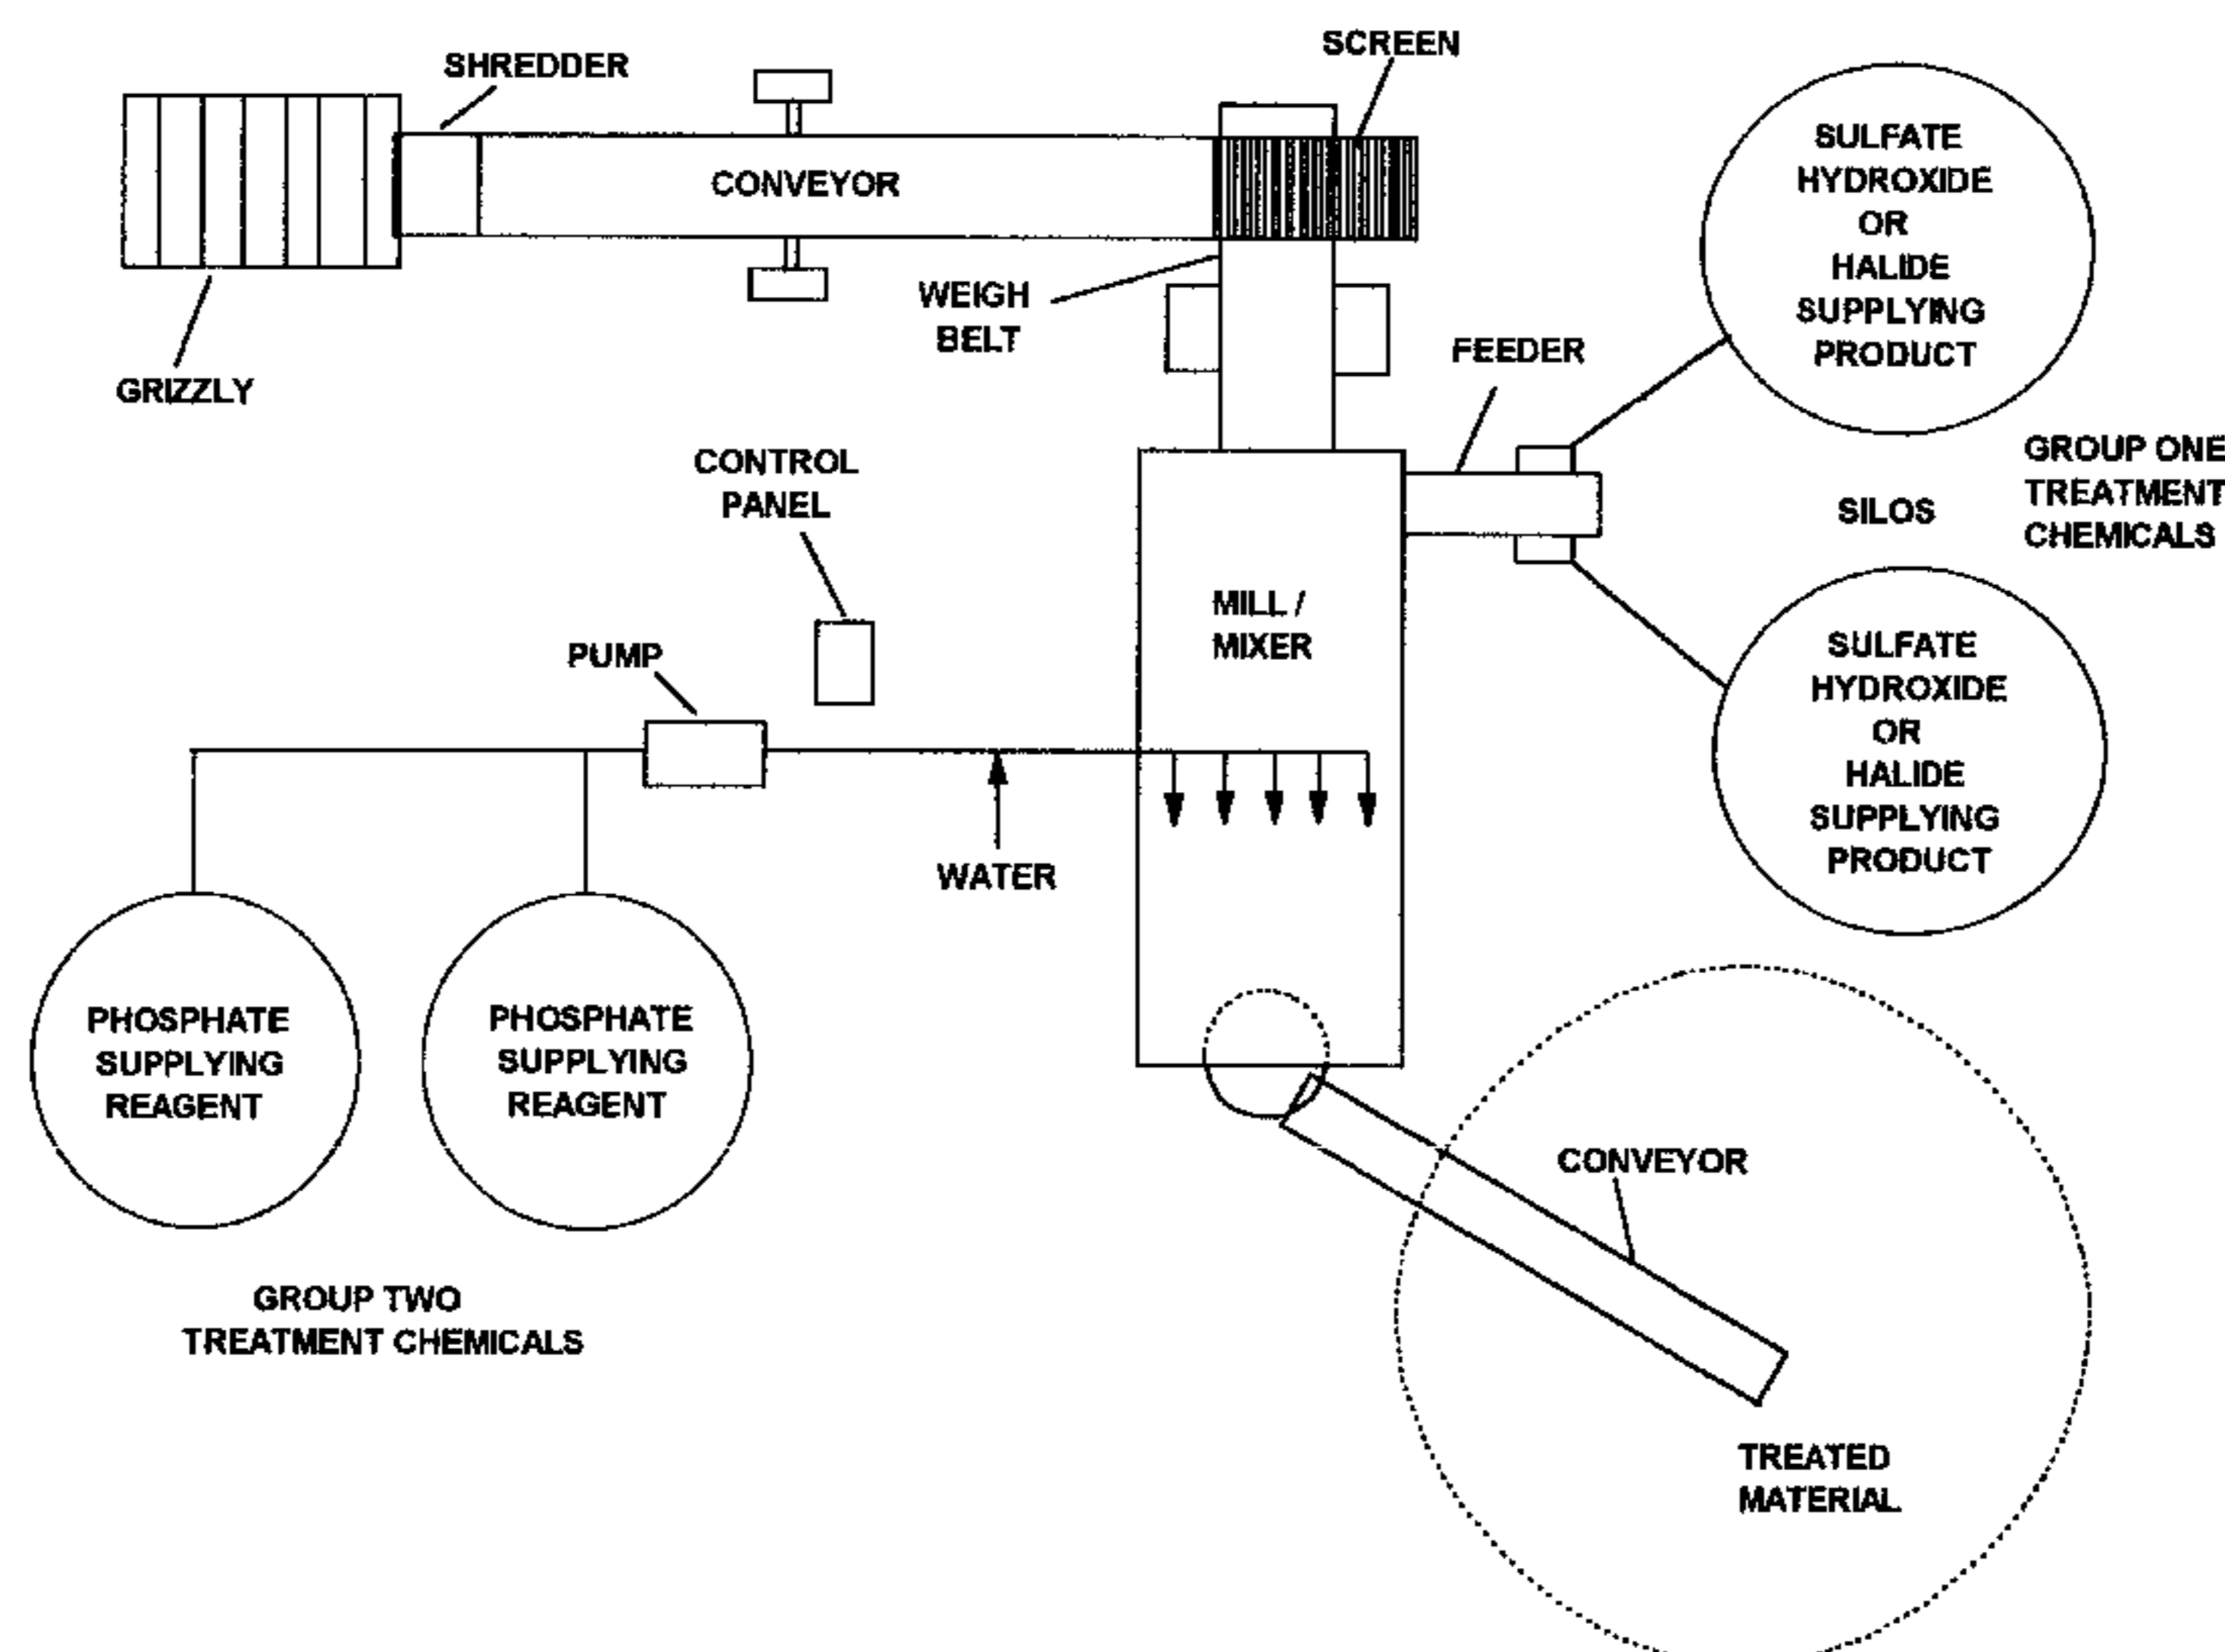 SHREDDER
SCREEN
CONVEYOR
GRIZZLY
WEIGH
BELT
FEEDER
SULFATE
HYDROXIDE
OR
HALIDE
SUPPLYING
PRODUCT
GROUP ONE
TREATMENT
CHEMICALS
SILOS
CONTROL
PANEL
PUMP
MILL /
MIXER
WATER
SULFATE
HYDROXIDE
OR
HALIDE
SUPPLYING
PRODUCT
PHOSPHATE
SUPPLYING
REAGENT
PHOSPHATE
SUPPLYING
REAGENT
GROUP TWO
TREATMENT CHEMICALS
CONVEYOR
TREATED
MATERIAL